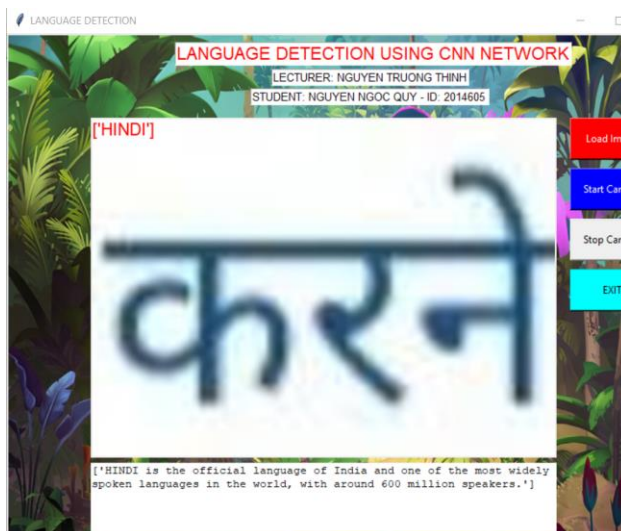 LANGUAGE DETECTION
LANGUAGE DETECTION USING CNN NETWORK
LECTURER: NGUYEN TRUONG THINH
STUDENT: NGUYEN NGOC QUY - ID: 2014605
['HINDI']
करने
Load Im
Start Car
Stop Car
EXIT
['HINDI is the official language of India and one of the most widely
spoken languages in the world, with around 600 million speakers.']